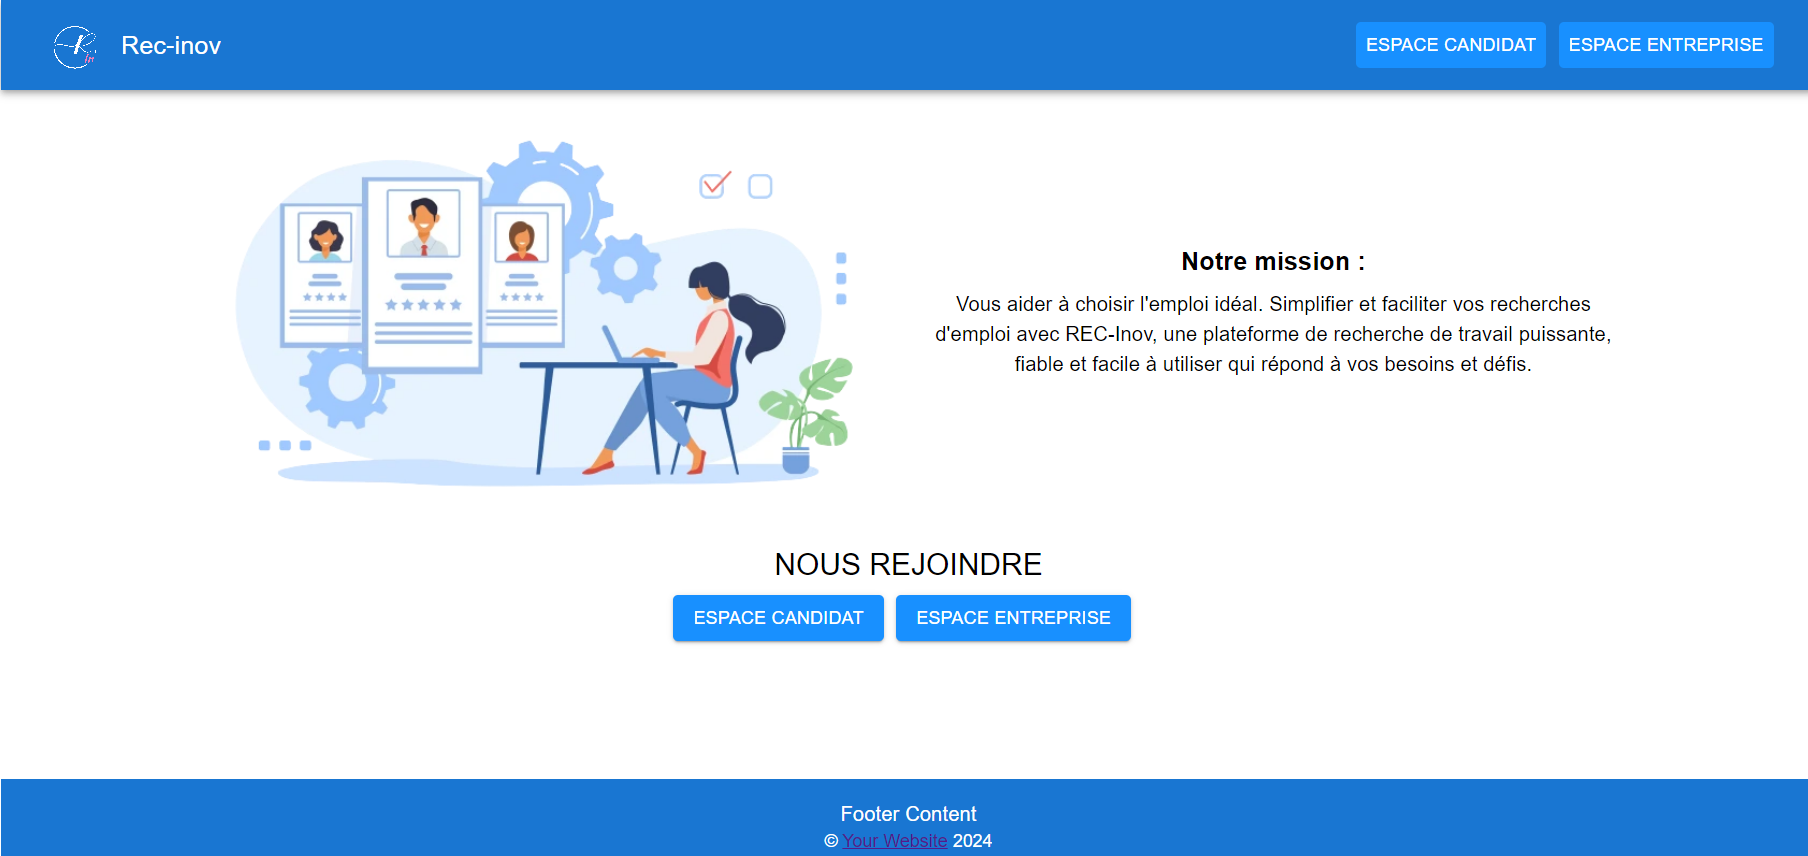 Rec-inov
ESPACE CANDIDAT
ESPACE ENTREPRISE
Notre mission :
Vous aider à choisir l'emploi idéal. Simplifier et faciliter vos recherches
d'emploi avec REC-Inov, une plateforme de recherche de travail puissante,
fiable et facile à utiliser qui répond à vos besoins et défis.
NOUS REJOINDRE
ESPACE CANDIDAT
ESPACE ENTREPRISE
Footer Content
© Your Website 2024